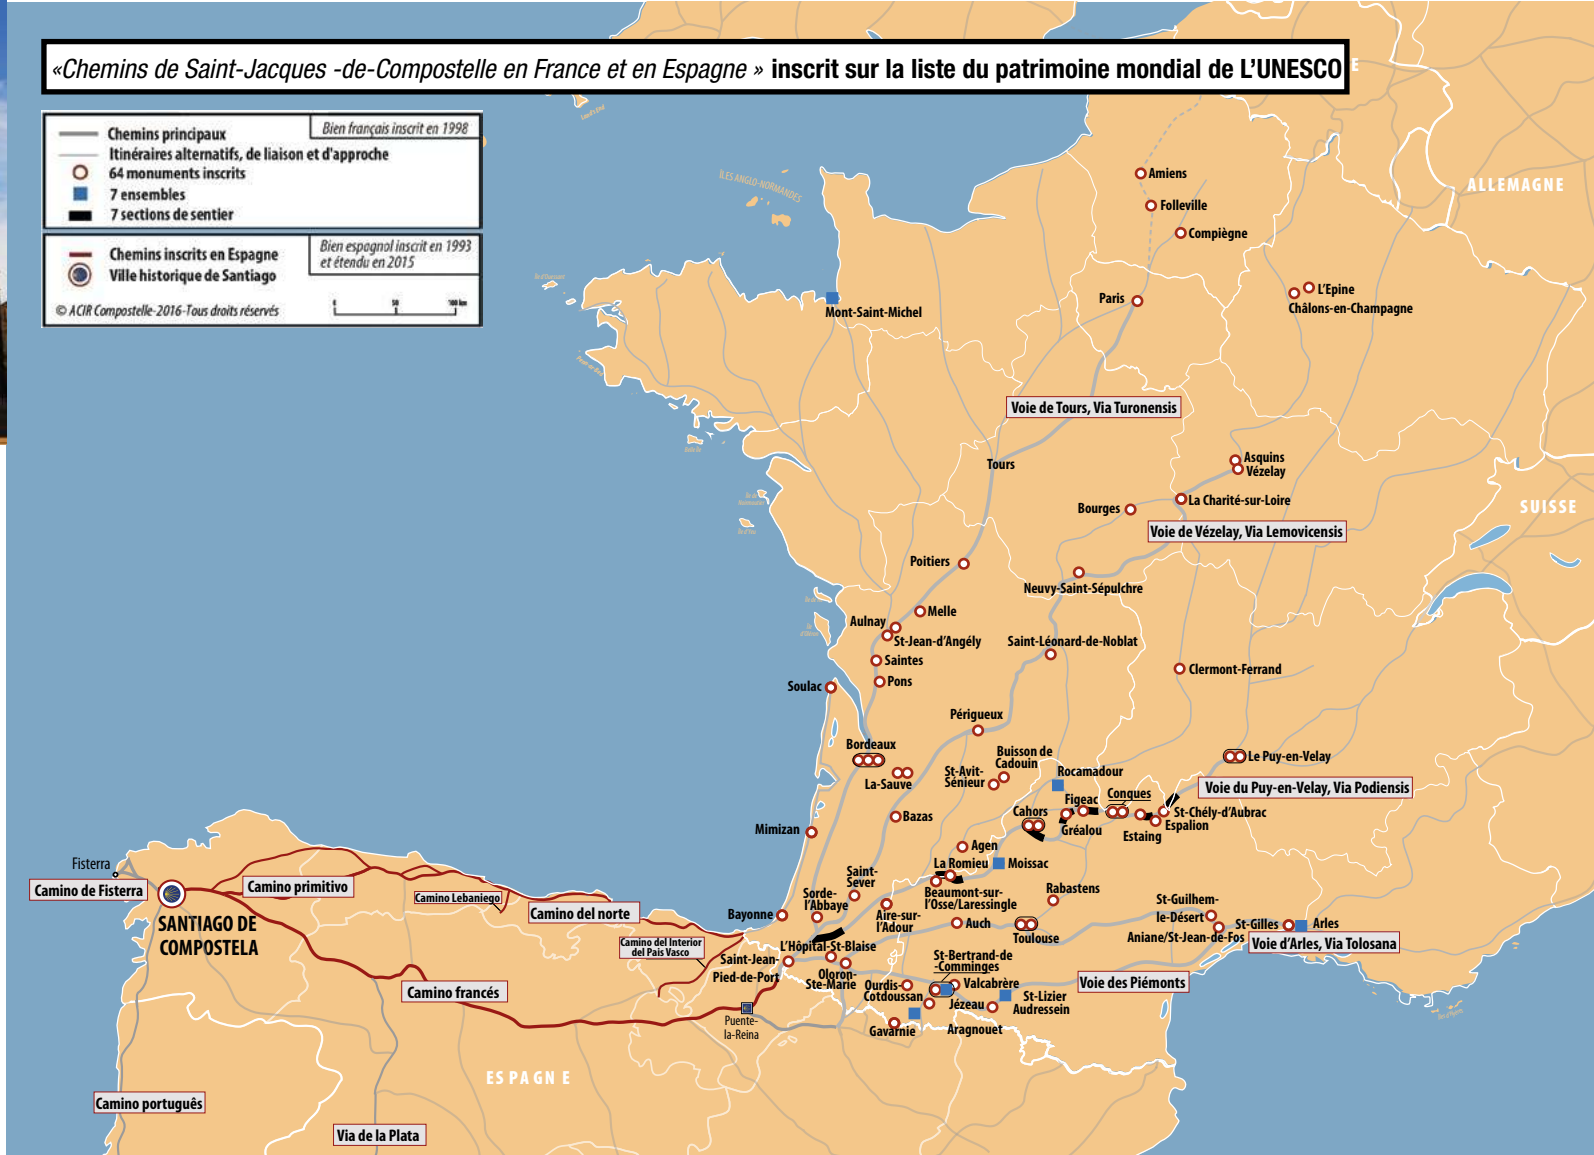 «Chemins de Saint-Jacques -de-Compostelle en France et en Espagne » inscrit sur la liste du patrimoine mondial de L'UNESCO
E
Chemins principaux
Bien français inscrit en 1998
Itinéraires alternatifs, de liaison et d'approche
64 monuments inscrits
7 ensembles
7 sections de sentier
Chemins inscrits en Espagne
Bien espagnol inscrit en 1993
et étendu en 2015
Ville historique de Santiago
© ACIR Compostelle-2016-Tous droits réservés
0 50 100 km
ÎLES ANGLO-NORMANDES
ALLEMAGNE
Amiens
Folleville
Compiègne
Paris
L'Epine
Châlons-en-Champagne
Mont-Saint-Michel
Voie de Tours, Via Turonensis
Tours
Asquins
Vézelay
La Charité-sur-Loire
Bourges
SUISSE
Voie de Vézelay, Via Lemovicensis
Poitiers
Neuvy-Saint-Sépulchre
Melle
Aulnay
St-Jean-d'Angély
Saint-Léonard-de-Noblat
Saintes
Clermont-Ferrand
Pons
Soulac
Périgueux
Bordeaux
Buisson de
Cadouin
St-Avit-
Sénieur
La-Sauve
Rocamadour
Le Puy-en-Velay
Voie du Puy-en-Velay, Via Podiensis
Figeac
Conques
Cahors
Gréalou
St-Chély-d'Aubrac
Espalion
Estaing
Bazas
Mimizan
Agen
La Romieu
Moissac
Fisterra
Camino de Fisterra
Camino primitivo
Camino Lebaniego
Camino del norte
SANTIAGO DE
COMPOSTELA
Saint-
Sever
Sorde-
l'Abbaye
Bayonne
Beaumont-sur-
l'Osse/Laressingle
Aire-sur-
l'Adour
Auch
Rabastens
Toulouse
St-Guilhem-
le-Désert
Aniane/St-Jean-de-Fos
St-Gilles
Arles
Voie d'Arles, Via Tolosana
Camino del Interior
del Pais Vasco
L'Hôpital-St-Blaise
Saint-Jean-
Pied-de-Port
Oloron-
Ste-Marie
St-Bertrand-de
-Comminges
Valcabrère
Ourdis-
Cotdoussan
Jézeau
St-Lizier
Audressein
Voie des Piémonts
Gavarnie
Aragnouet
Camino francés
Puente-
la-Reina
ESPAGNE
Camino português
Via de la Plata